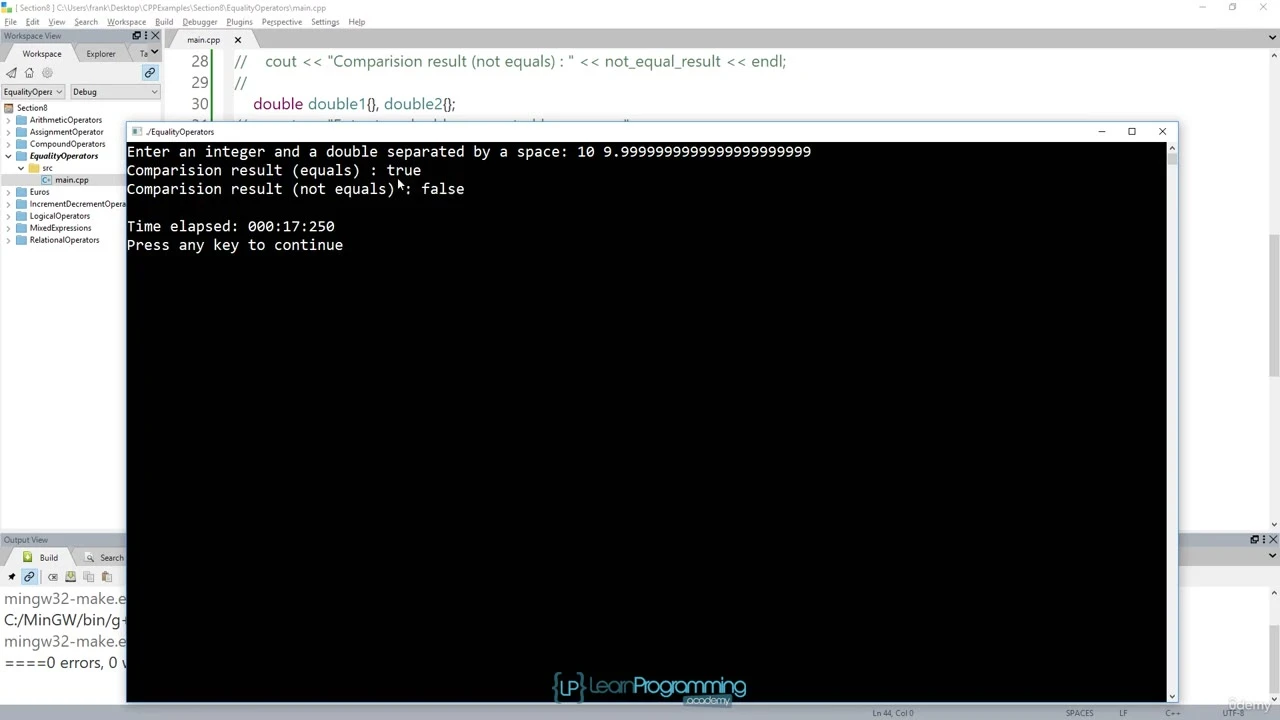 [ Section8 ] C:\Users\frank\Desktop\CPPExamples\Section8\EqualityOperators\main.cpp
File Edit View Search Workspace Build Debugger Plugins Perspective Settings Help
Workspace View
Workspace Explorer Ta
main.cpp
EqualityOpera Debug
Section8
ArithmeticOperators
AssignmentOperator
CompoundOperators
EqualityOperators
src
main.cpp
Euros
IncrementDecrementOpera
LogicalOperators
MixedExpressions
RelationalOperators
28 // cout << "Comparision result (not equals) : " << not_equal_result << endl;
29 //
30 double double1{}, double2{};
./EqualityOperators
Enter an integer and a double separated by a space: 10 9.9999999999999999999999
Comparision result (equals) : true
Comparision result (not equals) : false
Time elapsed: 000:17:250
Press any key to continue
Output View
Build Search
mingw32-make.e
C:/MinGW/bin/g+
mingw32-make.e
====0 errors, 0 w
{LP} LearnProgramming
academy
Ln 44, Col 0 SPACES LF C++ UTF-8
ûdemy